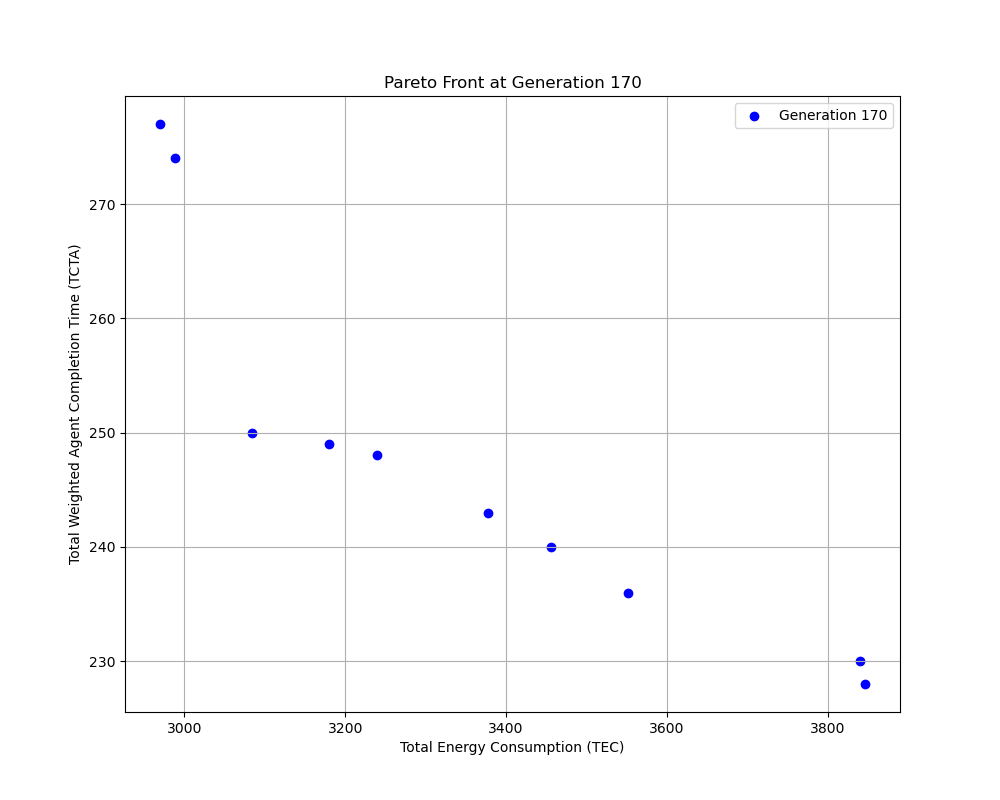 Pareto Front at Generation 170
Generation 170
270
260
250
240
230
Total Weighted Agent Completion Time (TCTA)
3000 3200 3400 3600 3800
Total Energy Consumption (TEC)